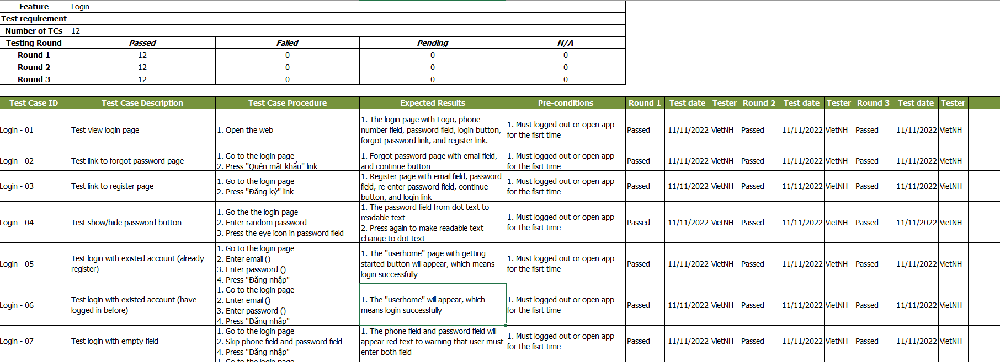 Feature Login
Test requirement
Number of TCs 12
Testing Round Passed Failed Pending N/A
Round 1 12 0 0 0
Round 2 12 0 0 0
Round 3 12 0 0 0
Test Case ID Test Case Description Test Case Procedure Expected Results Pre-conditions Round 1 Test date Tester Round 2 Test date Tester Round 3 Test date Tester
Login - 01
Test view login page
1. Open the web
1. The login page with Logo, phone
number field, password field, login button,
forgot password link, and register link.
1. Must logged out or open app
for the fisrt time
Passed 11/11/2022 VietNH Passed 11/11/2022 VietNH Passed 11/11/2022 VietNH
Login - 02
Test link to forgot password page
1. Go to the login page
2. Press "Quên mật khẩu" link
1. Forgot password page with email field,
and continue button
1. Must logged out or open app
for the fisrt time
Passed 11/11/2022 VietNH Passed 11/11/2022 VietNH Passed 11/11/2022 VietNH
Login - 03
Test link to register page
1. Go to the login page
2. Press "Đăng ký" link
1. Register page with email field, password
field, re-enter password field, continue
button, and login link
1. Must logged out or open app
for the fisrt time
Passed 11/11/2022 VietNH Passed 11/11/2022 VietNH Passed 11/11/2022 VietNH
Login - 04
Test show/hide password button
1. Go the the login page
2. Enter random password
3. Press the eye icon in password field
1. The password field from dot text to
readable text
2. Press again to make readable text
change to dot text
1. Must logged out or open app
for the fisrt time
Passed 11/11/2022 VietNH Passed 11/11/2022 VietNH Passed 11/11/2022 VietNH
Login - 05
Test login with existed account (already
register)
1. Go to the login page
2. Enter email ()
3. Enter password ()
4. Press "Đăng nhập"
1. The "userhome" page with getting
started button will appear, which means
login successfully
1. Must logged out or open app
for the fisrt time
Passed 11/11/2022 VietNH Passed 11/11/2022 VietNH Passed 11/11/2022 VietNH
Login - 06
Test login with existed account (have
logged in before)
1. Go to the login page
2. Enter email ()
3. Enter password ()
4. Press "Đăng nhập"
1. The "userhome" will appear, which
means login successfully
1. Must logged out or open app
for the fisrt time
Passed 11/11/2022 VietNH Passed 11/11/2022 VietNH Passed 11/11/2022 VietNH
Login - 07
Test login with empty field
1. Go to the login page
2. Skip phone field and password field
4. Press "Đăng nhập"
1. The phone field and password field will
appear red text to warning that user must
enter both field
1. Must logged out or open app
for the fisrt time
Passed 11/11/2022 VietNH Passed 11/11/2022 VietNH Passed 11/11/2022 VietNH
1. Go to the login page